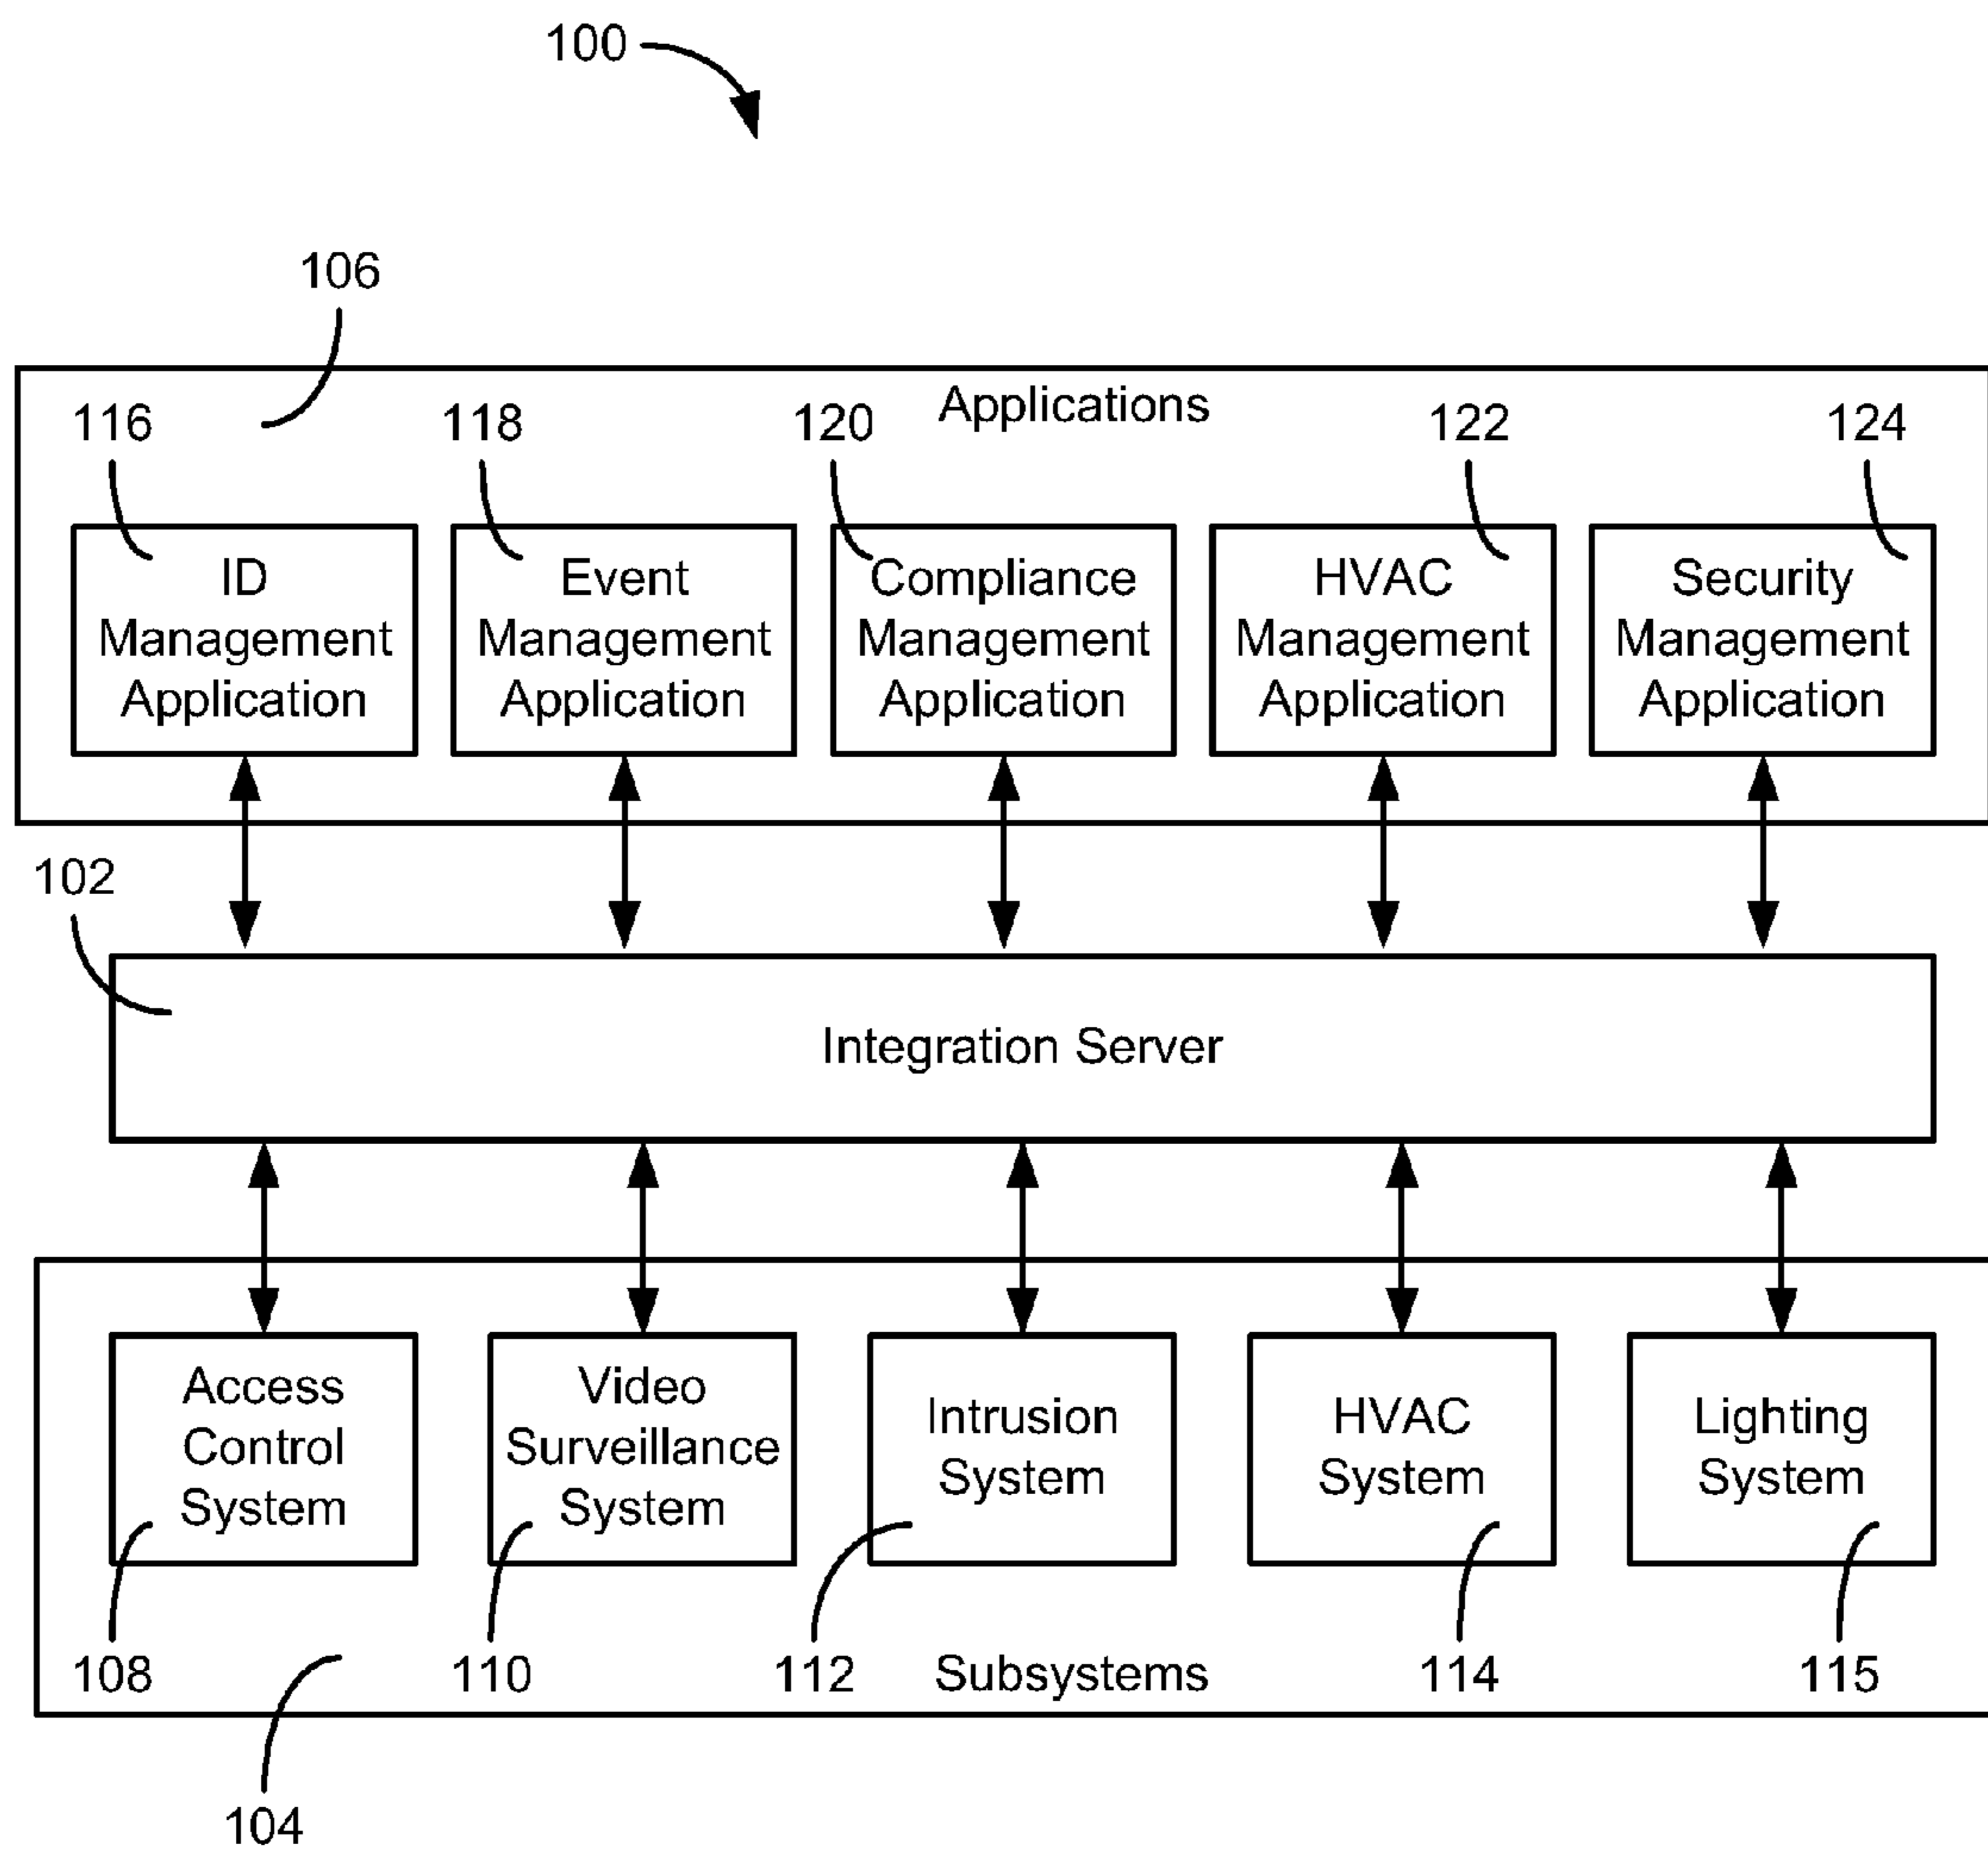 100
106
Applications
116
118
120
122
124
ID
Management
Application
Event
Management
Application
Compliance
Management
Application
HVAC
Management
Application
Security
Management
Application
102
Integration Server
Access
Control
System
Video
Surveillance
System
Intrusion
System
HVAC
System
Lighting
System
108
110
112
Subsystems
114
115
104